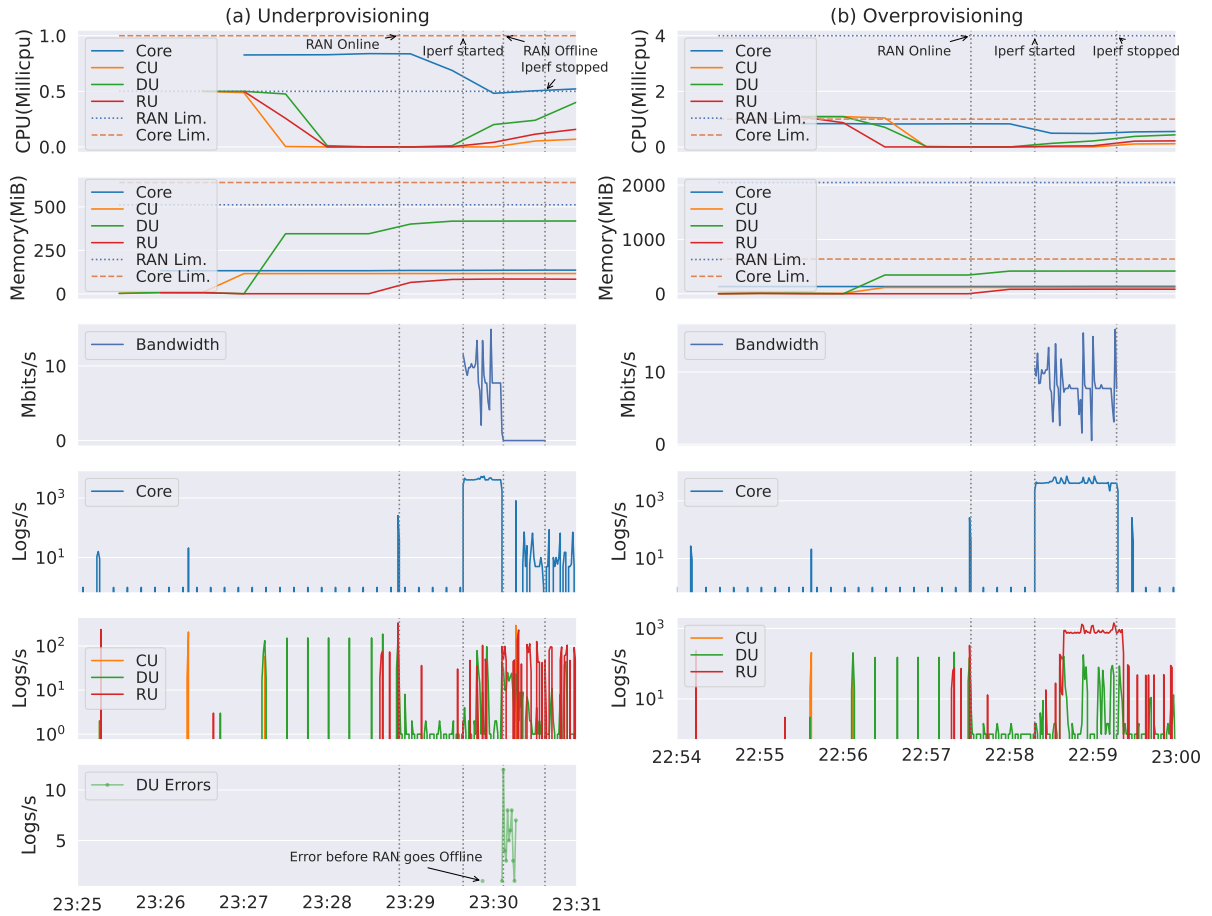 (a) Underprovisioning
CPU(Millicpu)
1.0
0.5
0.0
Core
CU
DU
RU
RAN Lim.
Core Lim.
RAN Online
Iperf started
RAN Offline
Iperf stopped
Memory(MiB)
500
250
0
Core
CU
DU
RU
RAN Lim.
Core Lim.
Mbits/s
10
0
Bandwidth
Logs/s
10³
10¹
Core
Logs/s
10²
10¹
10⁰
CU
DU
RU
Logs/s
10
5
DU Errors
Error before RAN goes Offline
23:25
23:26
23:27
23:28
23:29
23:30
23:31
(b) Overprovisioning
CPU(Millicpu)
4
2
0
Core
CU
DU
RU
RAN Lim.
Core Lim.
RAN Online
Iperf started
Iperf stopped
Memory(MiB)
2000
1000
0
Core
CU
DU
RU
RAN Lim.
Core Lim.
Mbits/s
10
0
Bandwidth
Logs/s
10³
10¹
Core
Logs/s
10³
10¹
CU
DU
RU
22:54
22:55
22:56
22:57
22:58
22:59
23:00